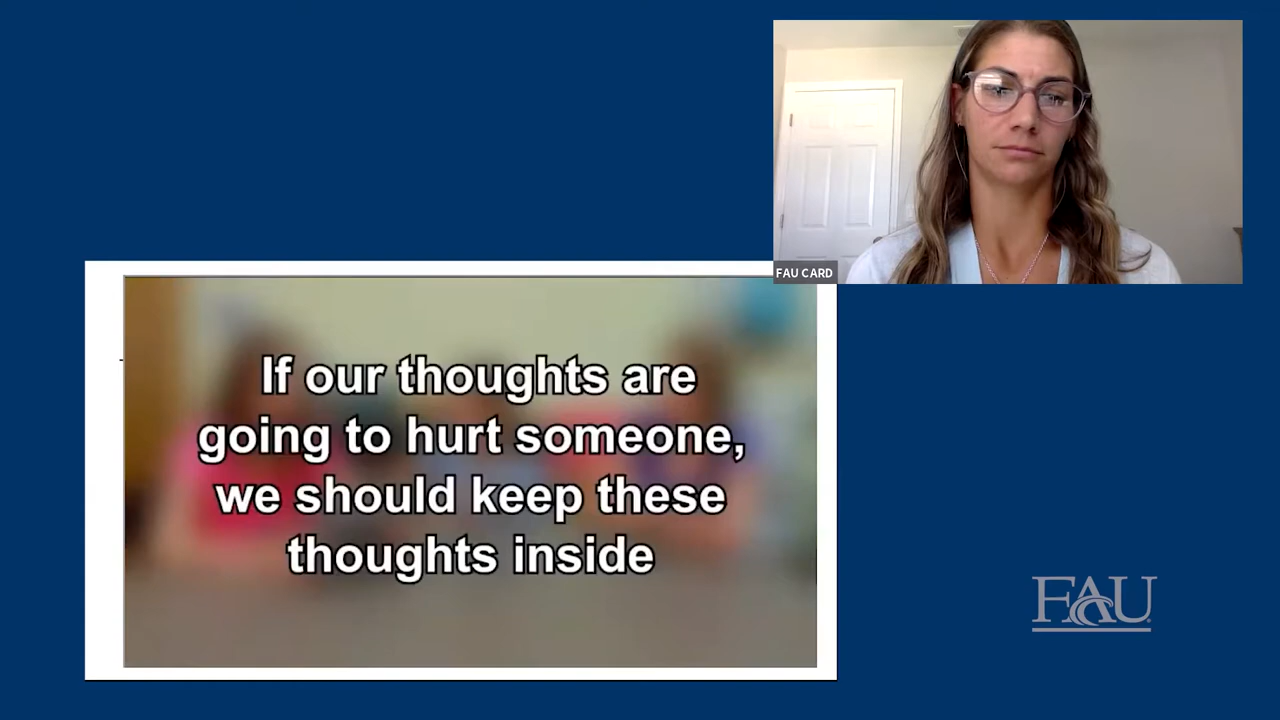 FAU CARD
If our thoughts are
going to hurt someone,
we should keep these
thoughts inside
FAU